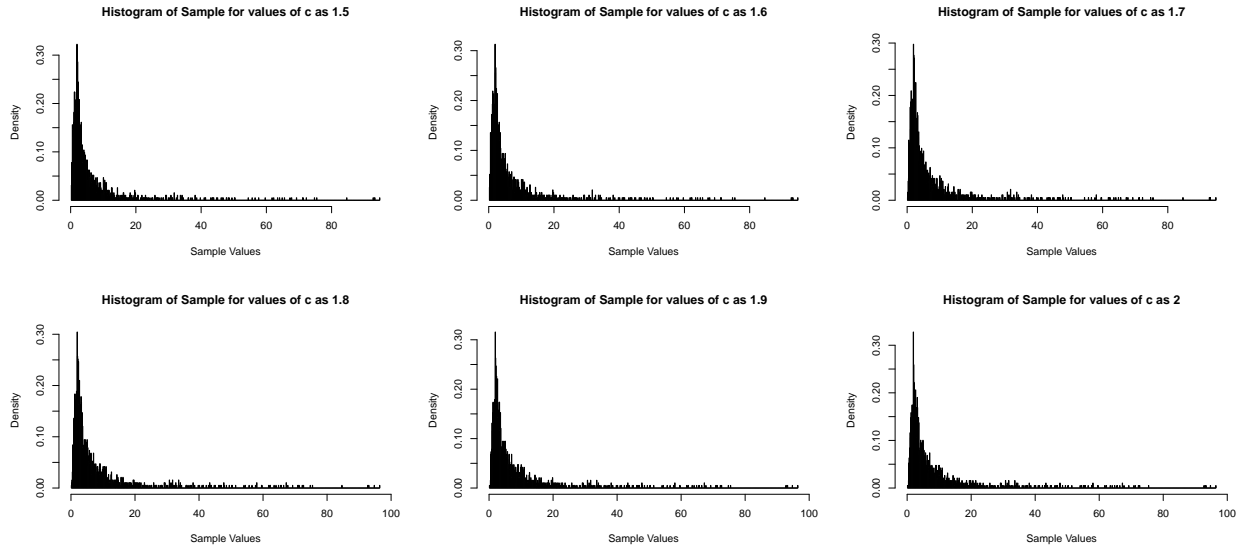 Histogram of Sample for values of c as 1.5
Density
0.00 0.10 0.20 0.30
0 20 40 60 80
Sample Values
Histogram of Sample for values of c as 1.6
Density
0.00 0.10 0.20 0.30
0 20 40 60 80
Sample Values
Histogram of Sample for values of c as 1.7
Density
0.00 0.10 0.20 0.30
0 20 40 60 80
Sample Values
Histogram of Sample for values of c as 1.8
Density
0.00 0.10 0.20 0.30
0 20 40 60 80 100
Sample Values
Histogram of Sample for values of c as 1.9
Density
0.00 0.10 0.20 0.30
0 20 40 60 80 100
Sample Values
Histogram of Sample for values of c as 2
Density
0.00 0.10 0.20 0.30
0 20 40 60 80 100
Sample Values